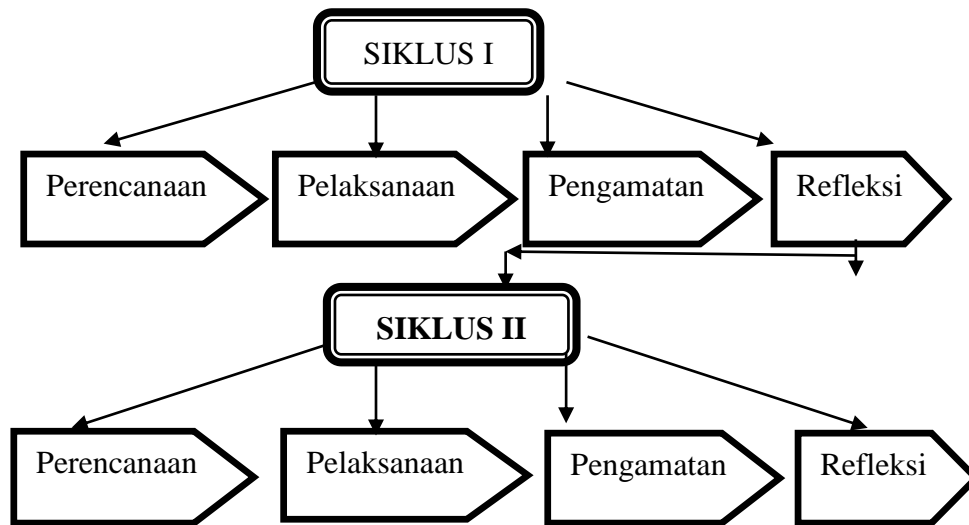 SIKLUS I
Perencanaan
Pelaksanaan
Pengamatan
Refleksi
SIKLUS II
Perencanaan
Pelaksanaan
Pengamatan
Refleksi